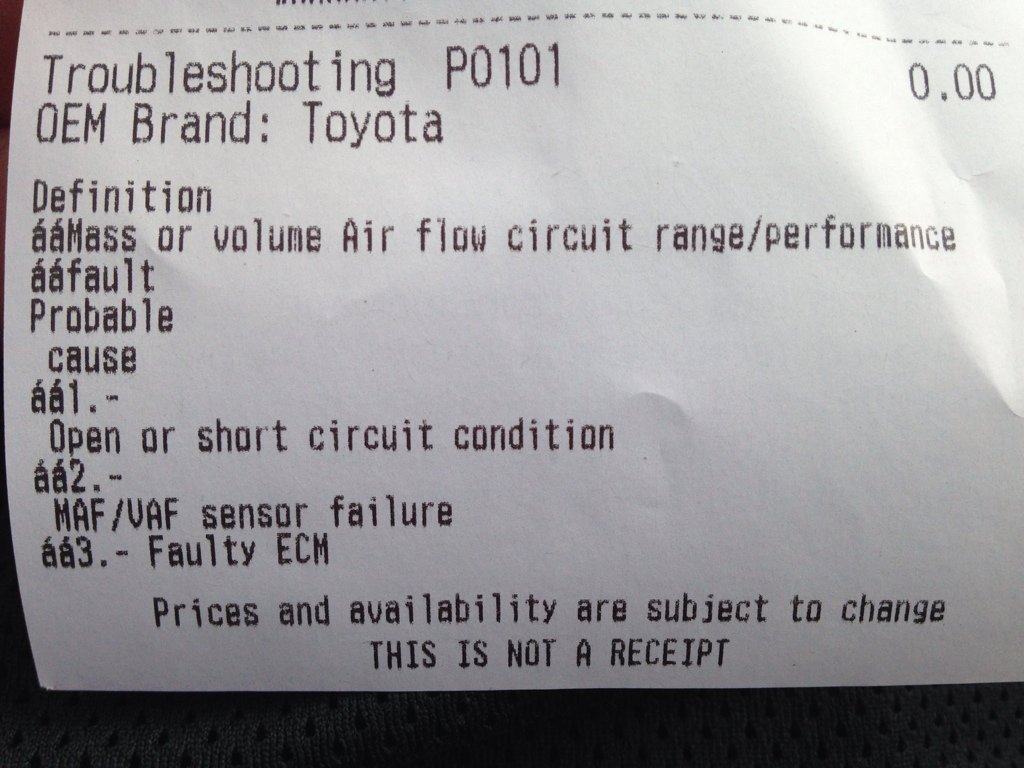 Troubleshooting P0101 0.00
OEM Brand: Toyota
Definition
ááMass or volume Air flow circuit range/performance
ááfault
Probable
cause
áá1.-
Open or short circuit condition
áá2.-
MAF/VAF sensor failure
áá3.- Faulty ECM
Prices and availability are subject to change
THIS IS NOT A RECEIPT